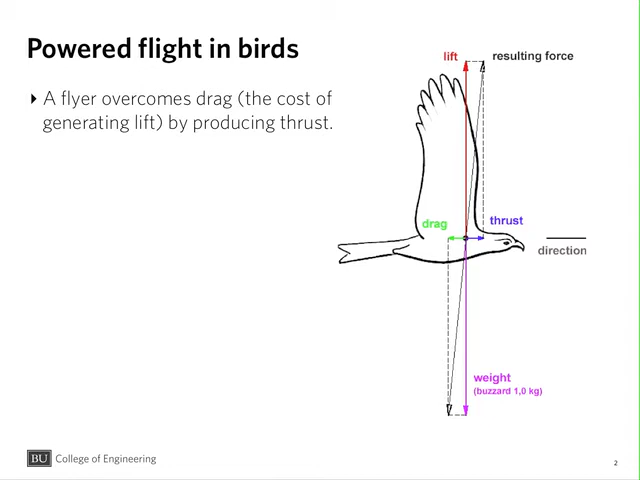 Powered flight in birds
A flyer overcomes drag (the cost of
generating lift) by producing thrust.
lift
resulting force
drag
thrust
direction
weight
(buzzard 1,0 kg)
BU College of Engineering
2